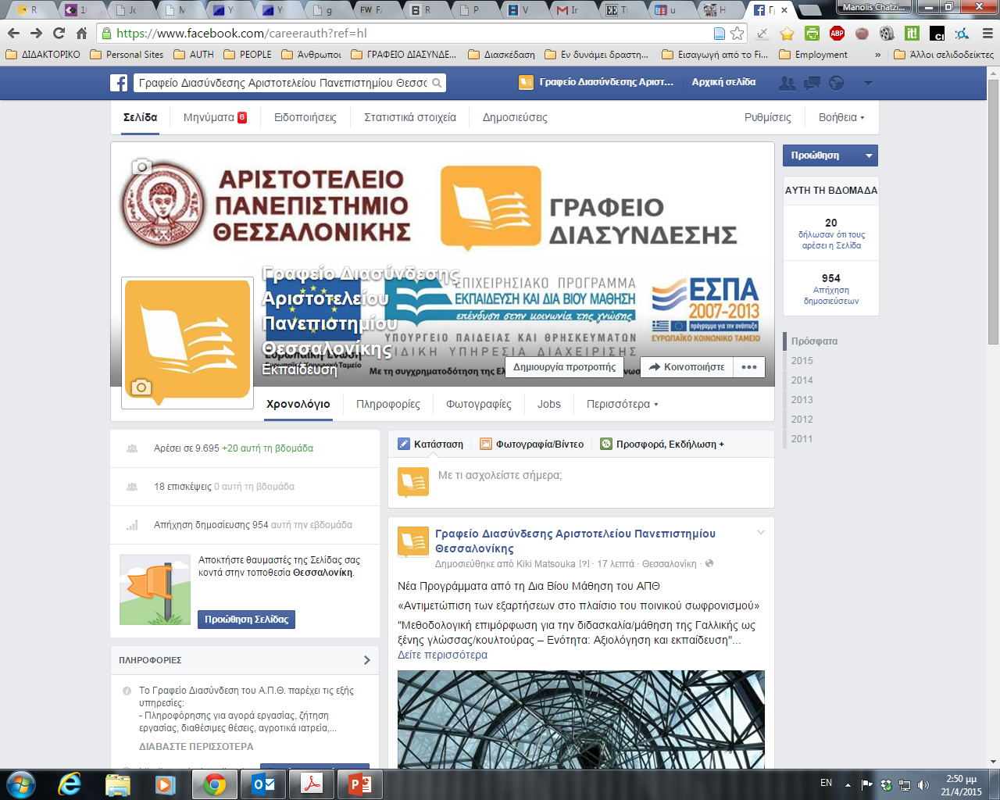 R
Jc
M
Y
Y
g
FW F/
R
P
V
M Ir
EE T
u
H
Manolis Chatzi...
https://www.facebook.com/careerauth?ref=hl
ΔΙΔΑΚΤΟΡΙΚΟ Personal Sites AUTH PEOPLE Άνθρωποι ΓΡΑΦΕΙΟ ΔΙΑΣΥΝΔΕ... Διασκέδαση Εν δυνάμει δραστη... Εισαγωγή από το Fi... Employment » Άλλοι σελιδοδείκτες
Γραφείο Διασύνδεσης Αριστοτελείου Πανεπιστημίου Θεσσο
Γραφείο Διασύνδεσης Αριστ... Αρχική σελίδα
Σελίδα Μηνύματα 6 Ειδοποιήσεις Στατιστικά στοιχεία Δημοσιεύσεις Ρυθμίσεις Βοήθεια
ΑΡΙΣΤΟΤΕΛΕΙΟ
ΠΑΝΕΠΙΣΤΗΜΙΟ
ΘΕΣΣΑΛΟΝΙΚΗΣ
ΓΡΑΦΕΙΟ
ΔΙΑΣΥΝΔΕΣΗΣ
Γραφείο Διασύνδεσης
Αριστοτελείου
Πανεπιστημίου
Θεσσαλονίκης
Εκπαίδευση
Ευρωπαϊκή Ένωση
ΕΠΙΧΕΙΡΗΣΙΑΚΟ ΠΡΟΓΡΑΜΜΑ
ΕΚΠΑΙΔΕΥΣΗ ΚΑΙ ΔΙΑ ΒΙΟΥ ΜΑΘΗΣΗ
επένδυση στην κοινωνία της γνώσης
ΥΠΟΥΡΓΕΙΟ ΠΑΙΔΕΙΑΣ ΚΑΙ ΘΡΗΣΚΕΥΜΑΤΩΝ
ΙΔΙΚΗ ΥΠΗΡΕΣΙΑ ΔΙΑΧΕΙΡΙΣΗΣ
Με τη συγχρηματοδότηση της Ελ
ΕΣΠΑ
2007-2013
πρόγραμμα για την ανάπτυξη
ΕΥΡΩΠΑΪΚΟ ΚΟΙΝΩΝΙΚΟ ΤΑΜΕΙΟ
Δημιουργία προτροπής Κοινοποιήστε •••
Χρονολόγιο Πληροφορίες Φωτογραφίες Jobs Περισσότερα
Προώθηση
ΑΥΤΗ ΤΗ ΒΔΟΜΑΔΑ
20
δήλωσαν ότι τους
αρέσει η Σελίδα
954
Απήχηση
δημοσιεύσεων
Πρόσφατα
2015
2014
2013
2012
2011
Αρέσει σε 9.695 +20 αυτή τη βδομάδα
18 επισκέψεις 0 αυτή τη βδομάδα
Απήχηση δημοσίευσης 954 αυτή την εβδομάδα
Αποκτήστε θαυμαστές της Σελίδας σας
κοντά στην τοποθεσία Θεσσαλονίκη.
Προώθηση Σελίδας
ΠΛΗΡΟΦΟΡΙΕΣ
Το Γραφείο Διασύνδεση του Α.Π.Θ. παρέχει τις εξής
υπηρεσίες:
- Πληροφόρησης για αγορά εργασίας, ζήτηση
εργασίας, διαθέσιμες θέσεις, αγροτικά ιατρεία,...
ΔΙΑΒΑΣΤΕ ΠΕΡΙΣΣΟΤΕΡΑ
Κατάσταση Φωτογραφία/Βίντεο Προσφορά, Εκδήλωση +
Με τι ασχολείστε σήμερα;
Γραφείο Διασύνδεσης Αριστοτελείου Πανεπιστημίου
Θεσσαλονίκης
Δημοσιεύθηκε από Kiki Matsouka [?] · 17 λεπτά · Θεσσαλονίκη ·
Νέα Προγράμματα από τη Δια Βίου Μάθηση του ΑΠΘ
«Αντιμετώπιση των εξαρτήσεων στο πλαίσιο του ποινικού σωφρονισμού»
"Μεθοδολογική επιμόρφωση για την διδασκαλία/μάθηση της Γαλλικής ως
ξένης γλώσσας/κουλτούρας – Ενότητα: Αξιολόγηση και εκπαίδευση"...
Δείτε περισσότερα
EN
2:50 μμ
21/4/2015